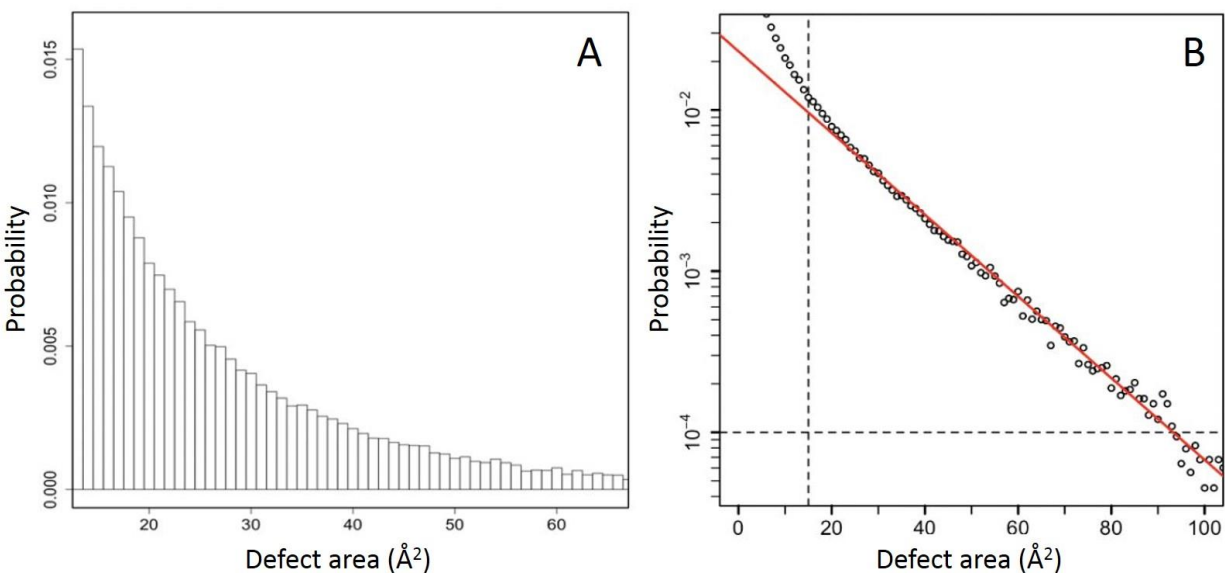 A
Probability
0.015
0.010
0.005
0.000
20 30 40 50 60
Defect area (Å²)
B
Probability
10⁻²
10⁻³
10⁻⁴
0 20 40 60 80 100
Defect area (Å²)